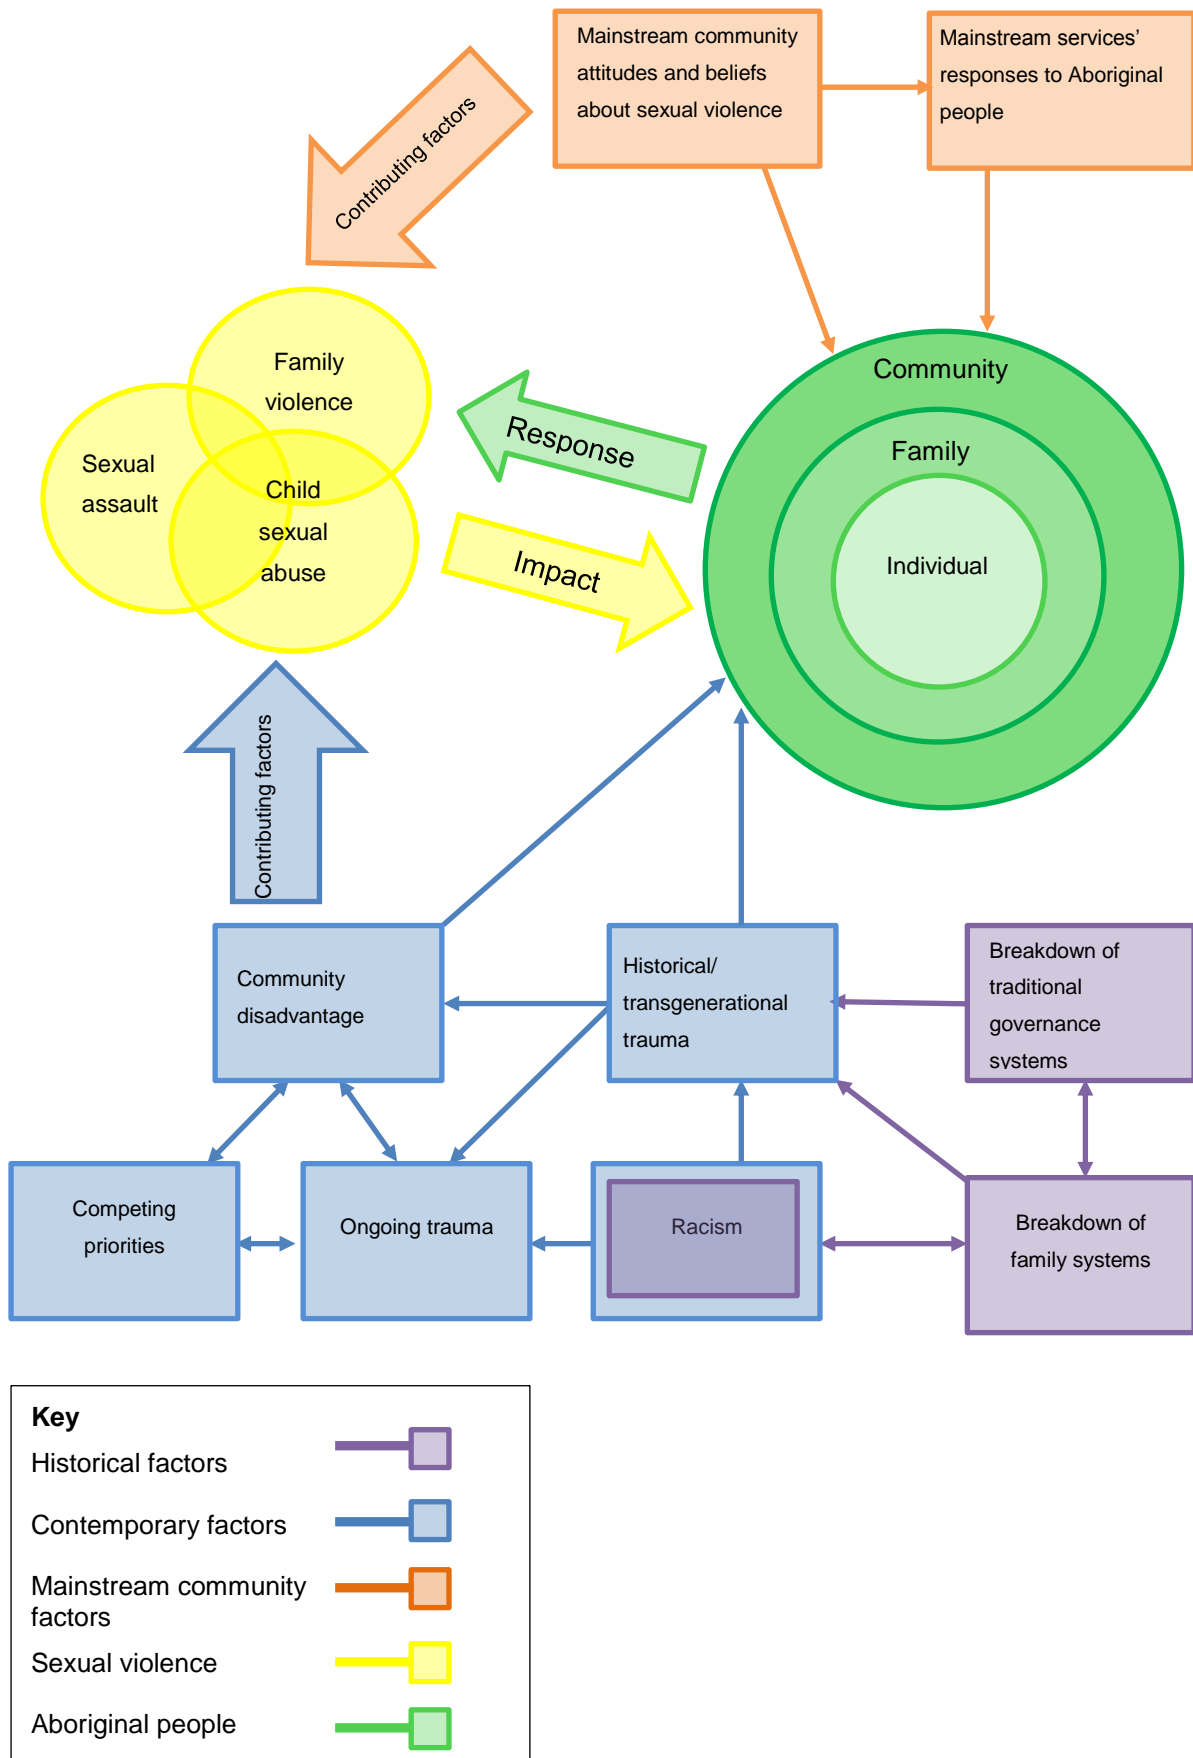 Mainstream community
attitudes and beliefs
about sexual violence
Mainstream services’
responses to Aboriginal
people
Contributing factors
Family
violence
Sexual
assault
Child
sexual
abuse
Response
Impact
Community
Family
Individual
Contributing factors
Community
disadvantage
Historical/
transgenerational
trauma
Breakdown of
traditional
governance
systems
Competing
priorities
Ongoing trauma
Racism
Breakdown of
family systems
Key
Historical factors
Contemporary factors
Mainstream community
factors
Sexual violence
Aboriginal people